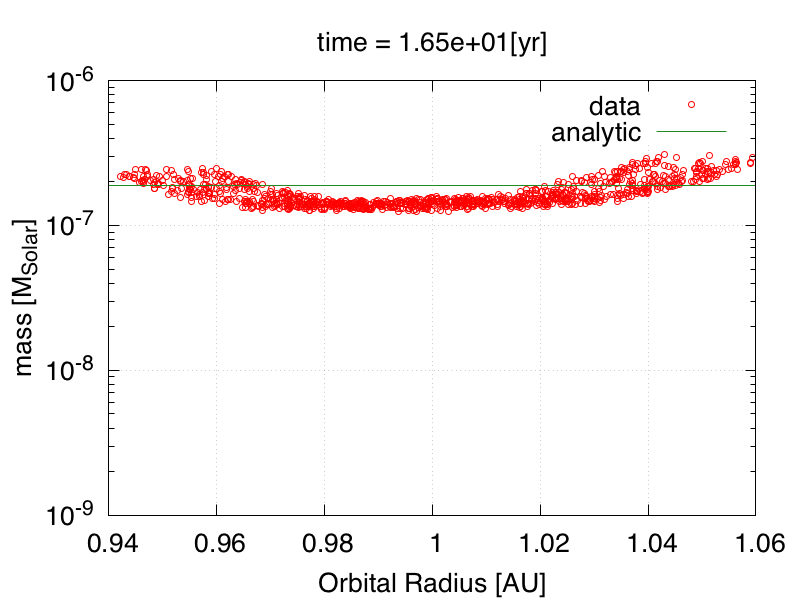 time = 1.65e+01[yr]
data
analytic
10^-6
10^-7
10^-8
10^-9
mass [M_Solar]
0.94 0.96 0.98 1 1.02 1.04 1.06
Orbital Radius [AU]